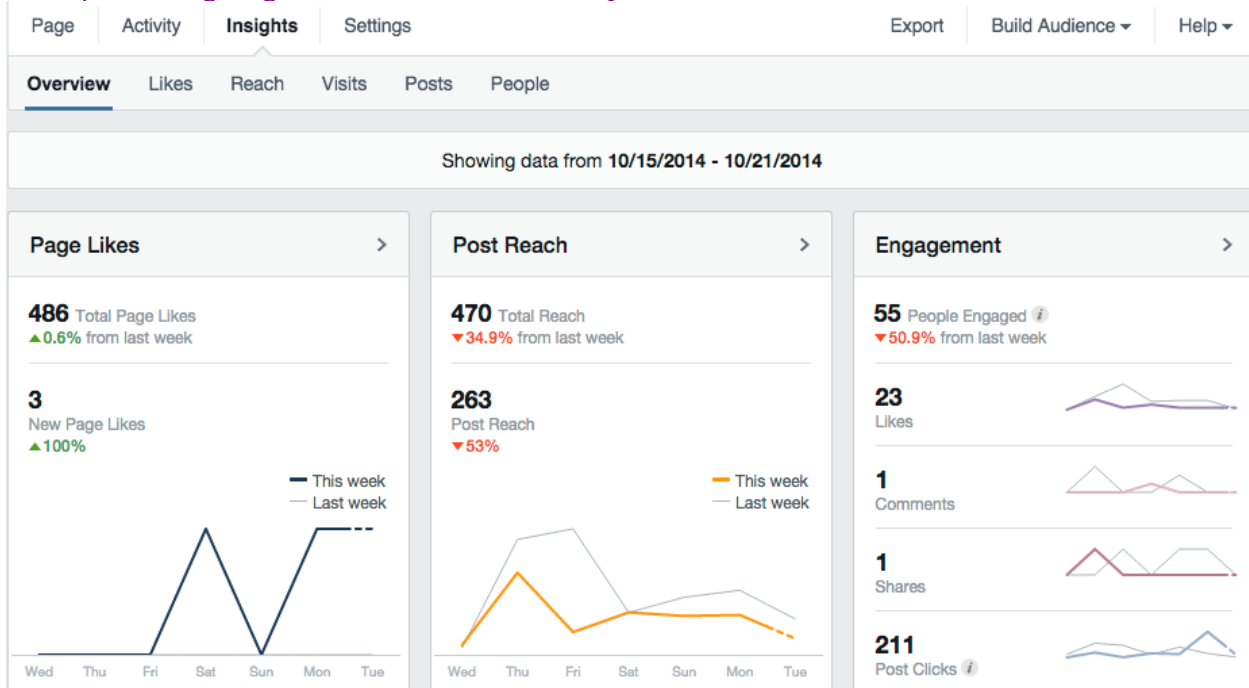 Page Activity Insights Settings Export Build Audience Help
Overview Likes Reach Visits Posts People
Showing data from 10/15/2014 - 10/21/2014
Page Likes
486 Total Page Likes
0.6% from last week
3
New Page Likes
100%
This week
Last week
Wed Thu Fri Sat Sun Mon Tue
Post Reach
470 Total Reach
34.9% from last week
263
Post Reach
53%
This week
Last week
Wed Thu Fri Sat Sun Mon Tue
Engagement
55 People Engaged i
50.9% from last week
23
Likes
1
Comments
1
Shares
211
Post Clicks i